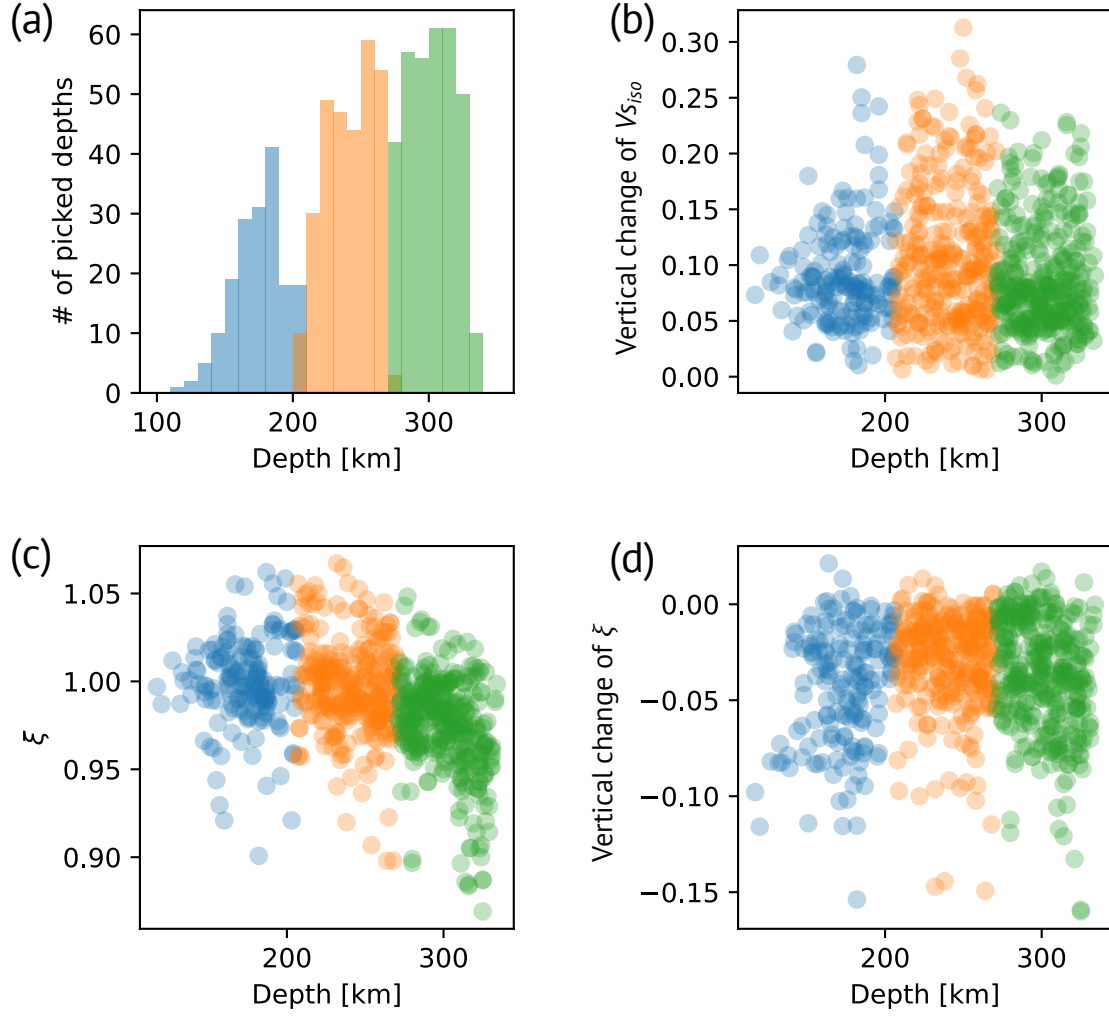 (a)
60
50
40
30
20
10
0
# of picked depths
100 200 300
Depth [km]
(b)
0.30
0.25
0.20
0.15
0.10
0.05
0.00
Vertical change of Vs_iso
200 300
Depth [km]
(c)
1.05
1.00
0.95
0.90
ξ
200 300
Depth [km]
(d)
0.00
−0.05
−0.10
−0.15
Vertical change of ξ
200 300
Depth [km]